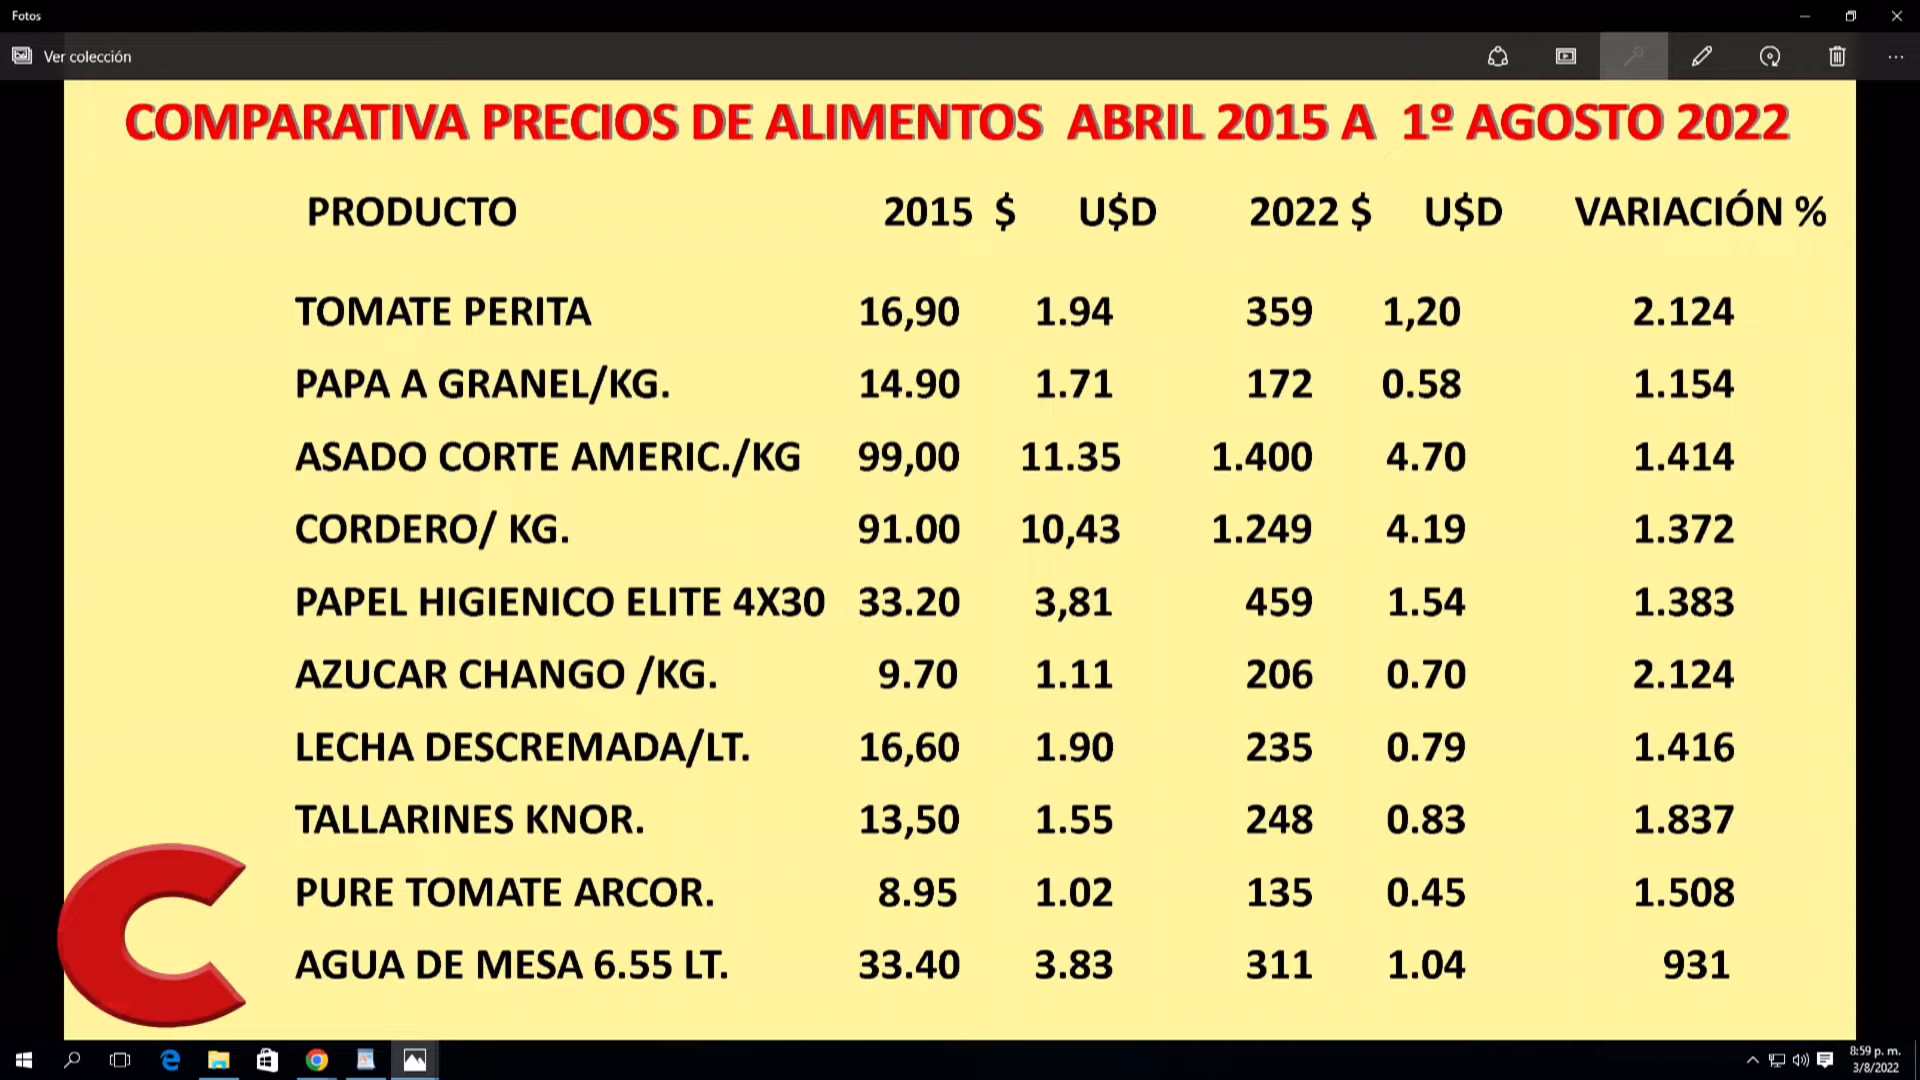 Fotos
Ver colección
COMPARATIVA PRECIOS DE ALIMENTOS ABRIL 2015 A 1º AGOSTO 2022
PRODUCTO 2015 $ U$D 2022 $ U$D VARIACIÓN %
TOMATE PERITA 16,90 1.94 359 1,20 2.124
PAPA A GRANEL/KG. 14.90 1.71 172 0.58 1.154
ASADO CORTE AMERIC./KG 99,00 11.35 1.400 4.70 1.414
CORDERO/ KG. 91.00 10,43 1.249 4.19 1.372
PAPEL HIGIENICO ELITE 4X30 33.20 3,81 459 1.54 1.383
AZUCAR CHANGO /KG. 9.70 1.11 206 0.70 2.124
LECHA DESCREMADA/LT. 16,60 1.90 235 0.79 1.416
TALLARINES KNOR. 13,50 1.55 248 0.83 1.837
PURE TOMATE ARCOR. 8.95 1.02 135 0.45 1.508
AGUA DE MESA 6.55 LT. 33.40 3.83 311 1.04 931
C
8:59 p. m.
3/8/2022